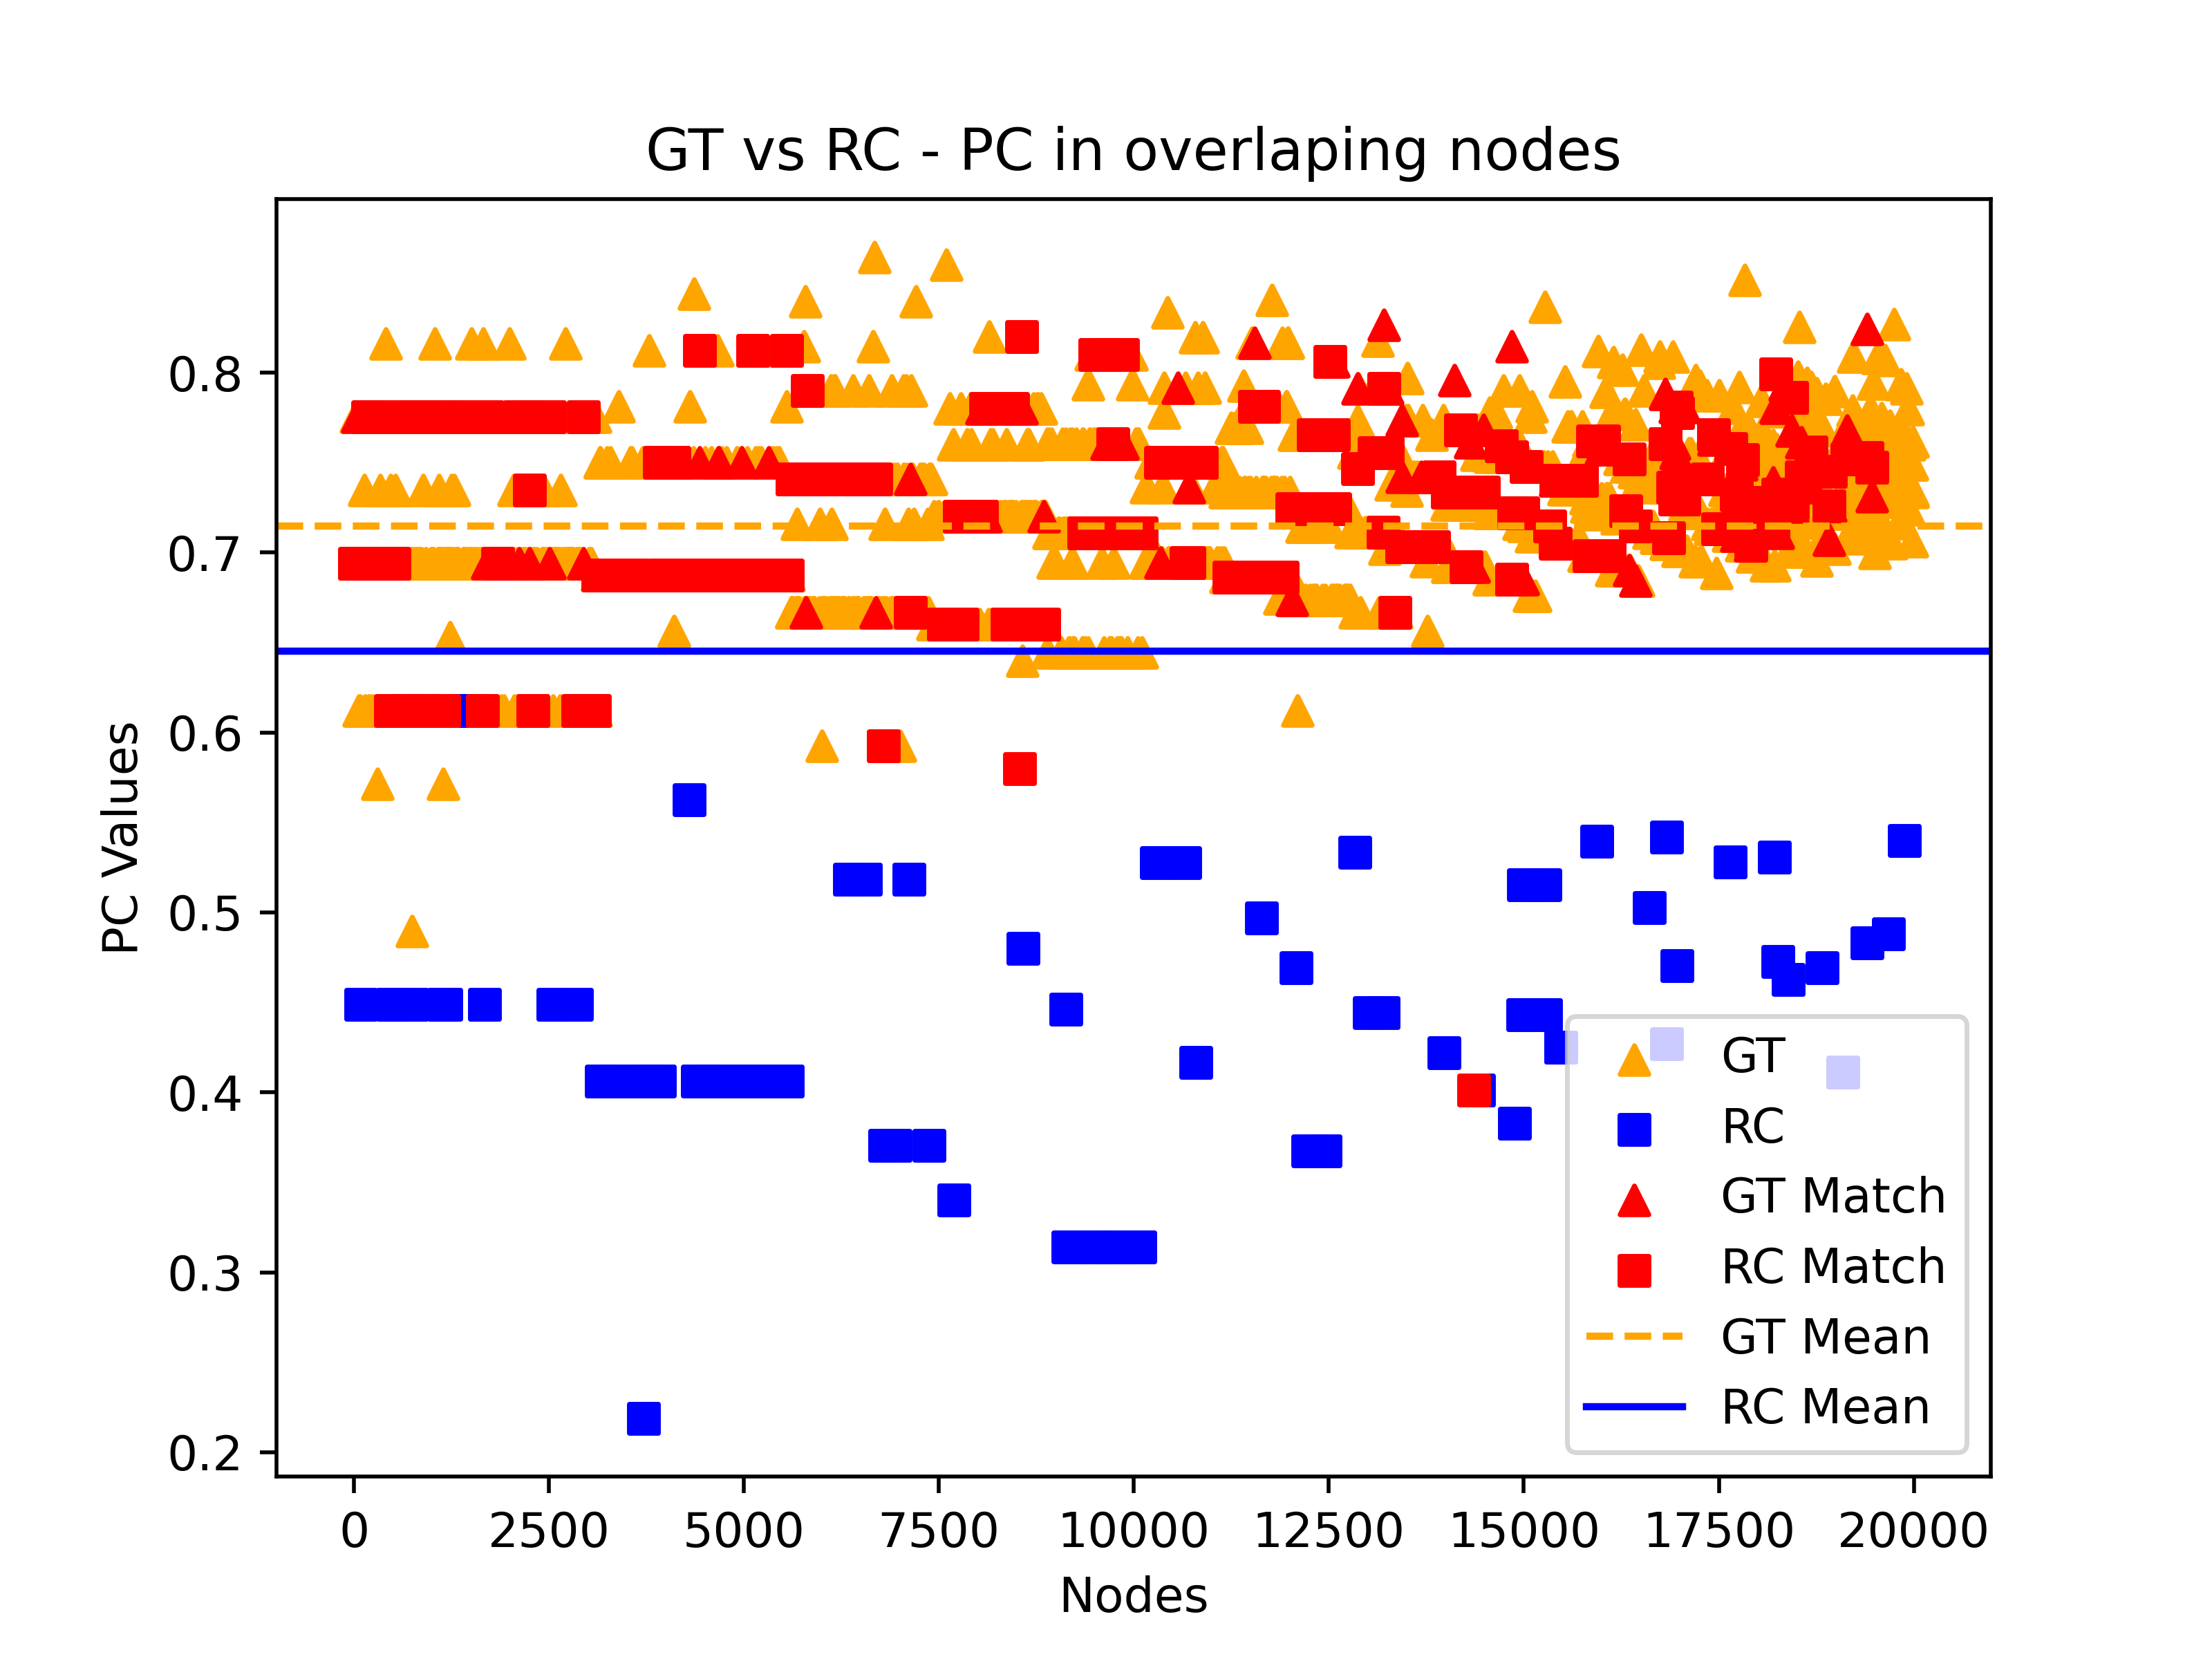 GT vs RC - PC in overlaping nodes
PC Values
0.8
0.7
0.6
0.5
0.4
0.3
0.2
GT
RC
GT Match
RC Match
GT Mean
RC Mean
0 2500 5000 7500 10000 12500 15000 17500 20000
Nodes